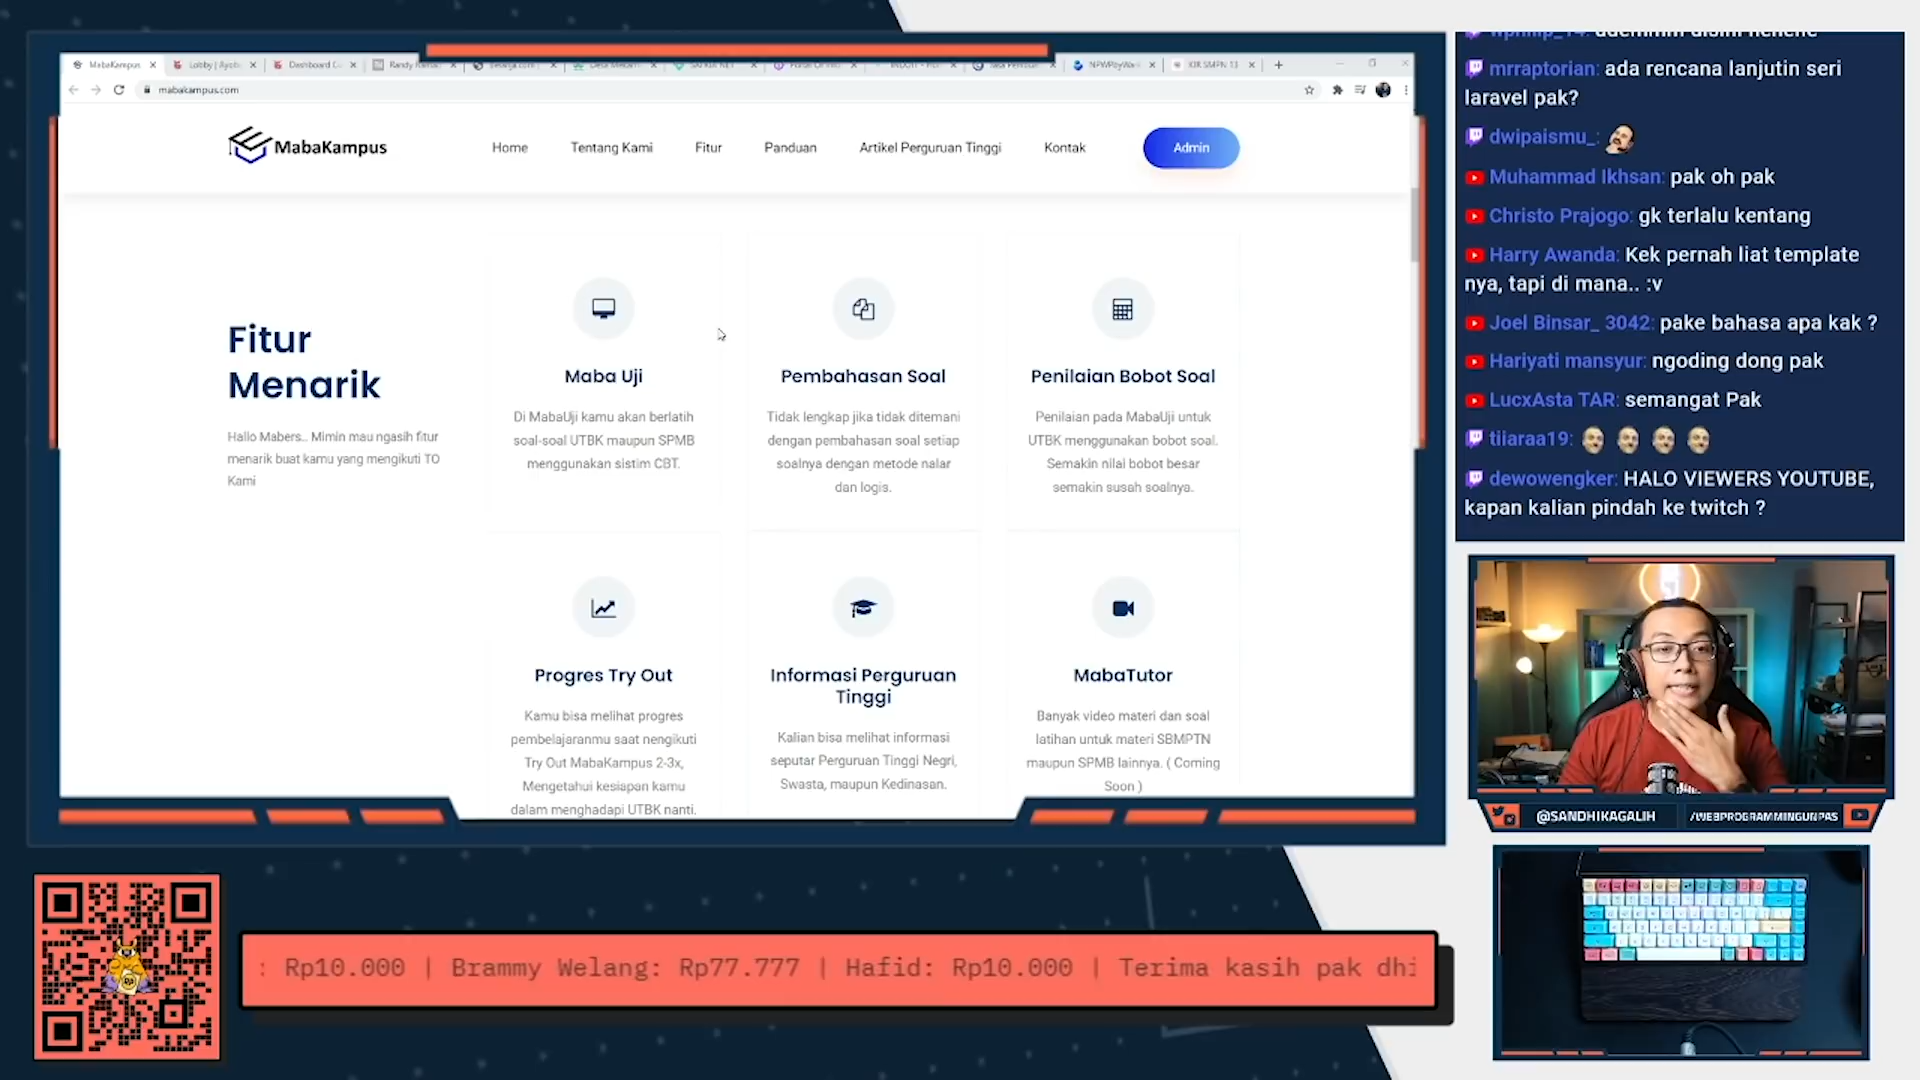 MabaKampus
Lobby | Ayo
Dashboard C
Randy
NPWPByWa
mabakampus.com
MabaKampus
Home
Tentang Kami
Fitur
Panduan
Artikel Perguruan Tinggi
Kontak
Admin
Fitur
Menarik
Hallo Mabers.. Mimin mau ngasih fitur
menarik buat kamu yang mengikuti TO
Kami
Maba Uji
Di MabaUji kamu akan berlatih
soal-soal UTBK maupun SPMB
menggunakan sistim CBT.
Pembahasan Soal
Tidak lengkap jika tidak ditemani
dengan pembahasan soal setiap
soalnya dengan metode nalar
dan logis.
Penilaian Bobot Soal
Penilaian pada MabaUji untuk
UTBK menggunakan bobot soal.
Semakin nilai bobot besar
semakin susah soalnya.
Progres Try Out
Kamu bisa melihat progres
pembelajaranmu saat nengikuti
Try Out MabaKampus 2-3x,
Mengetahui kesiapan kamu
dalam menghadapi UTBK nanti.
Informasi Perguruan
Tinggi
Kalian bisa melihat informasi
seputar Perguruan Tinggi Negri,
Swasta, maupun Kedinasan.
MabaTutor
Banyak video materi dan soal
latihan untuk materi SBMPTN
maupun SPMB lainnya. ( Coming
Soon )
mrraptorian: ada rencana lanjutin seri
laravel pak?
dwipaismu_:
Muhammad Ikhsan: pak oh pak
Christo Prajogo: gk terlalu kentang
Harry Awanda: Kek pernah liat template
nya, tapi di mana.. :v
Joel Binsar_ 3042: pake bahasa apa kak ?
Hariyati mansyur: ngoding dong pak
LucxAsta TAR: semangat Pak
tiiaraa19:
dewowengker: HALO VIEWERS YOUTUBE,
kapan kalian pindah ke twitch ?
@SANDHIKAGALIH
/WEBPROGRAMMINGUNPAS
: Rp10.000 | Brammy Welang: Rp77.777 | Hafid: Rp10.000 | Terima kasih pak dhi